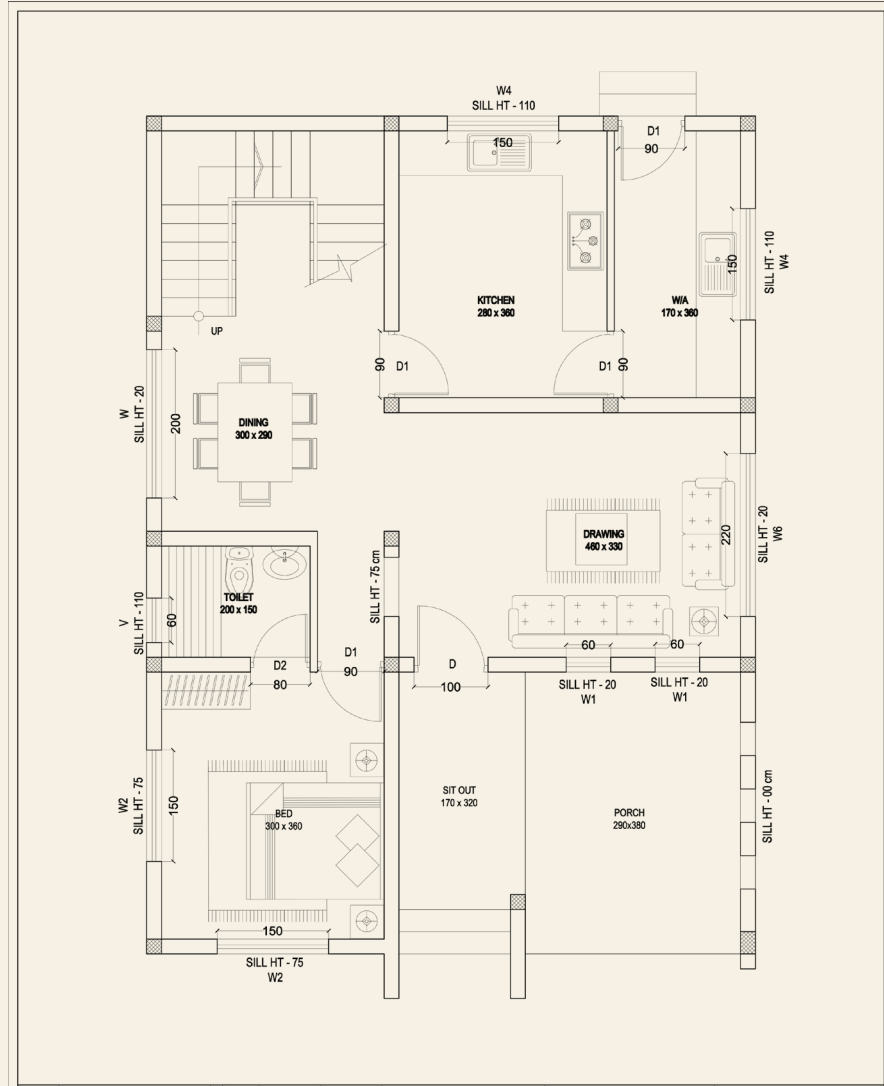 W4
SILL HT - 110
150
D1
90
SILL HT - 110
W4
150
KITCHEN
280 x 360
W/A
170 x 360
UP
90
D1
D1
90
W
SILL HT - 20
200
DINING
300 x 290
DRAWING
460 x 330
220
SILL HT - 20
W6
V
SILL HT -110
60
TOILET
200 x 150
SILL HT - 75 cm
D2
80
D1
90
D
100
60
60
SILL HT - 20
W1
SILL HT - 20
W1
W2
SILL HT - 75
150
BED
300 x 360
SIT OUT
170 x 320
PORCH
290x380
SILL HT - 00 cm
150
SILL HT - 75
W2